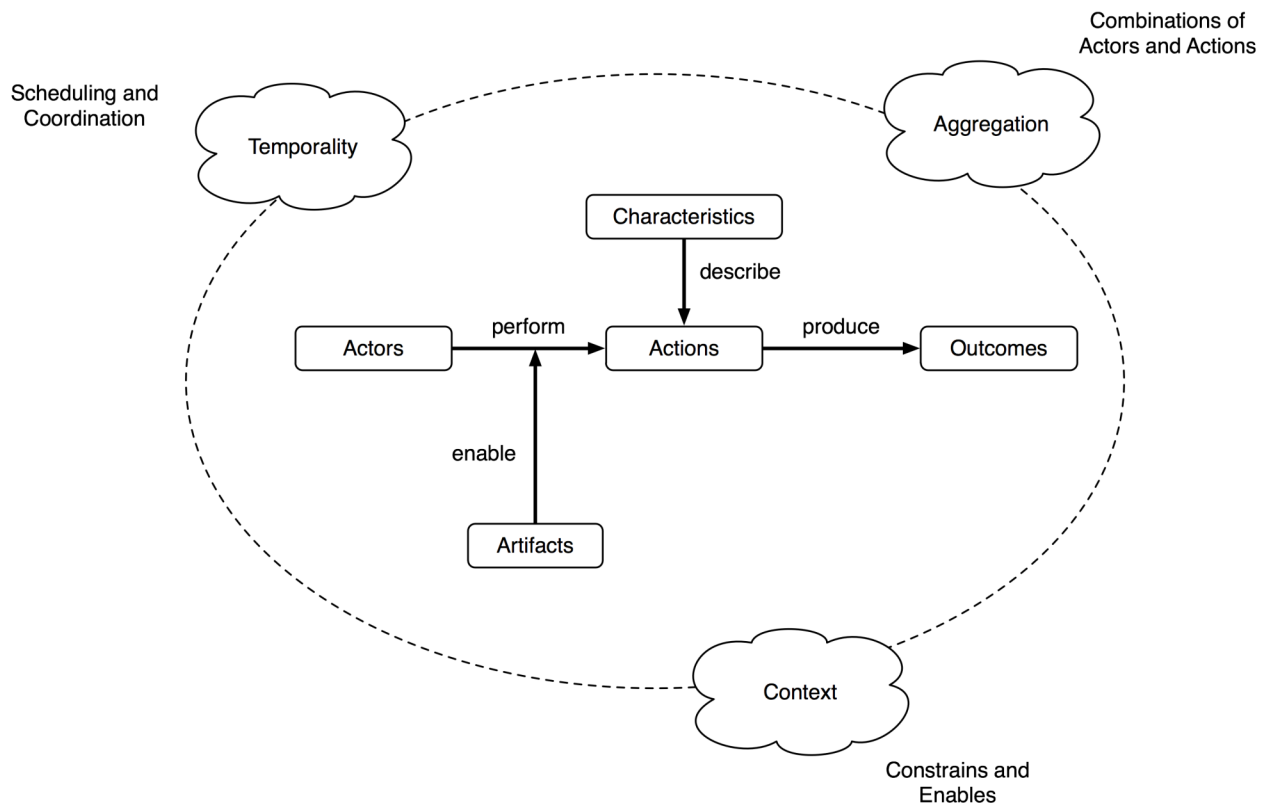 Combinations of
Actors and Actions
Scheduling and
Coordination
Temporality
Aggregation
Characteristics
describe
perform
produce
Actors
Actions
Outcomes
enable
Artifacts
Context
Constrains and
Enables